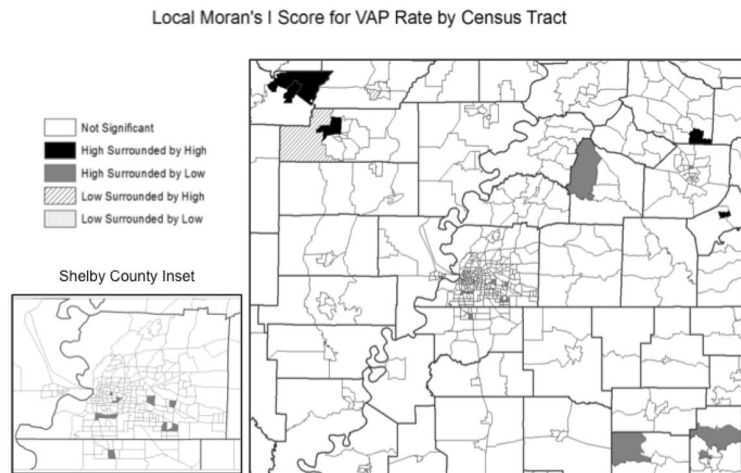 Local Moran's I Score for VAP Rate by Census Tract
Not Significant
High Surrounded by High
High Surrounded by Low
Low Surrounded by High
Low Surrounded by Low
Shelby County Inset